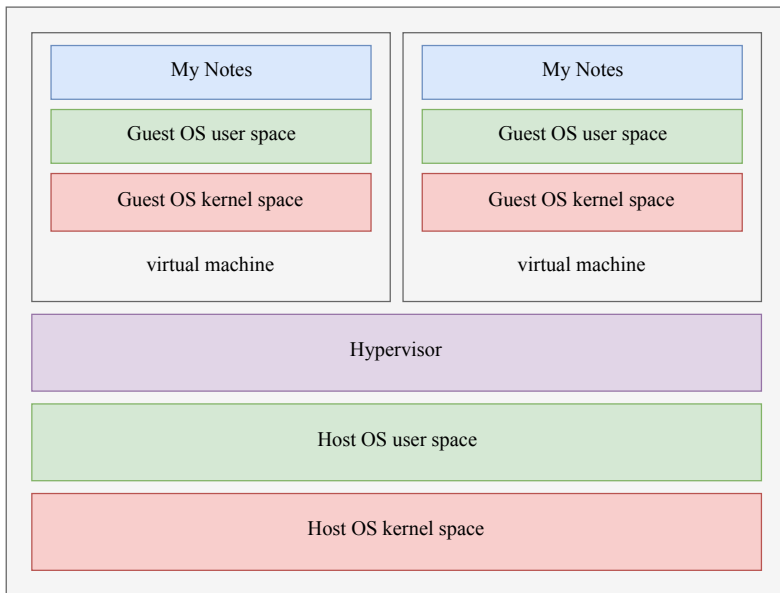 My Notes
Guest OS user space
Guest OS kernel space
virtual machine
My Notes
Guest OS user space
Guest OS kernel space
virtual machine
Hypervisor
Host OS user space
Host OS kernel space